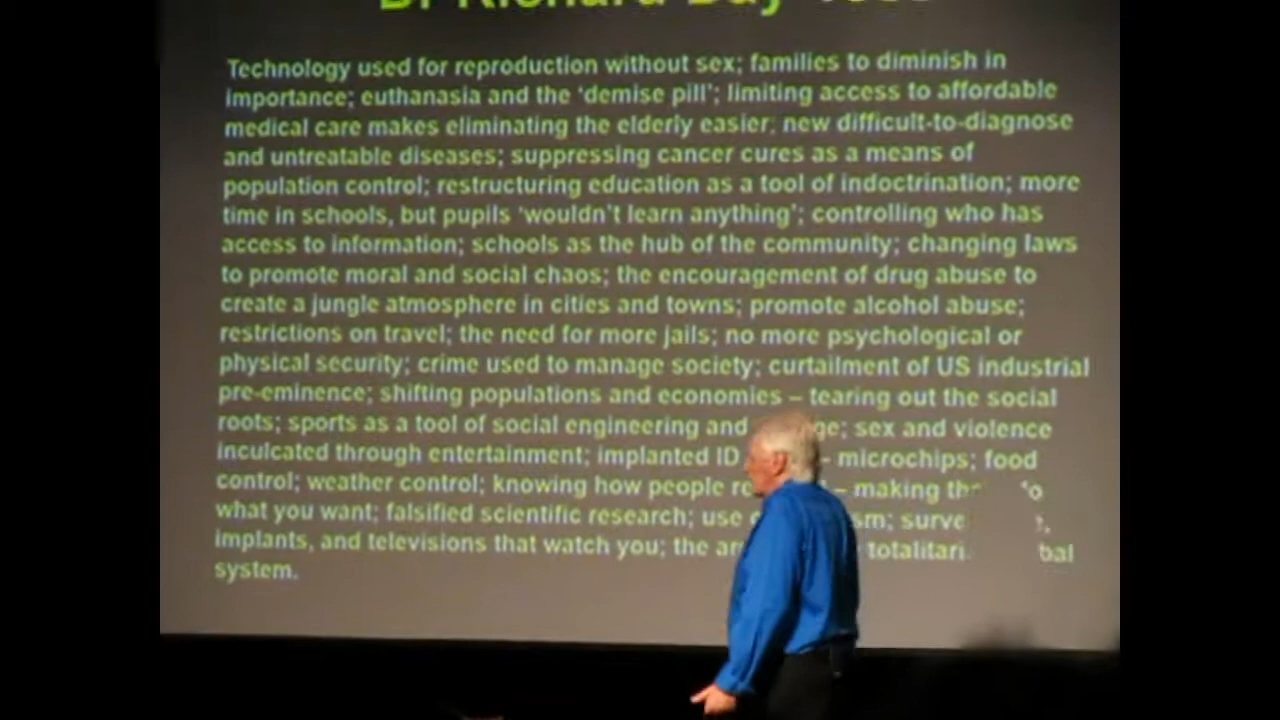 Dr Richard Day
Technology used for reproduction without sex; families to diminish in
importance; euthanasia and the ‘demise pill’; limiting access to affordable
medical care makes eliminating the elderly easier; new difficult-to-diagnose
and untreatable diseases; suppressing cancer cures as a means of
population control; restructuring education as a tool of indoctrination; more
time in schools, but pupils ‘wouldn’t learn anything’; controlling who has
access to information; schools as the hub of the community; changing laws
to promote moral and social chaos; the encouragement of drug abuse to
create a jungle atmosphere in cities and towns; promote alcohol abuse;
restrictions on travel; the need for more jails; no more psychological or
physical security; crime used to manage society; curtailment of US industrial
pre-eminence; shifting populations and economies – tearing out the social
roots; sports as a tool of social engineering and sex and violence
inculcated through entertainment; implanted ID – microchips; food
control; weather control; knowing how people – making
what you want; falsified scientific research; use
implants, and televisions that watch you; the
system.